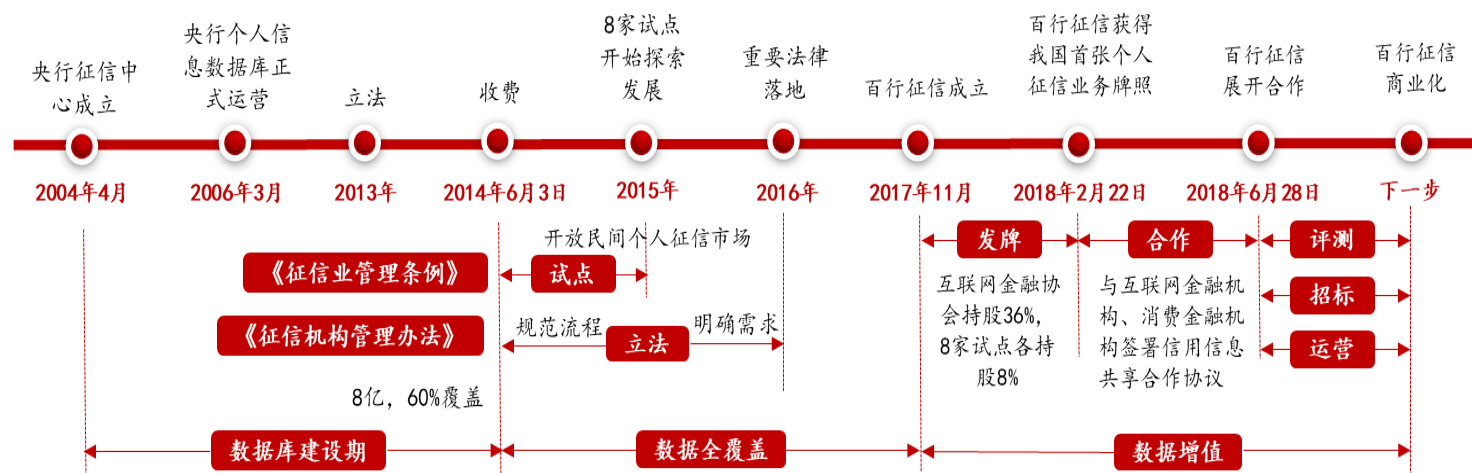 央行征信中
心成立
央行个人信
息数据库正
式运营
立法
收费
8家试点
开始探索
发展
重要法律
落地
百行征信成立
百行征信获得
我国首张个人
征信业务牌照
百行征信
展开合作
百行征信
商业化
2004年4月
2006年3月
2013年
2014年6月3日
2015年
2016年
2017年11月
2018年2月22日
2018年6月28日
下一步
开放民间个人征信市场
《征信业管理条例》
试点
《征信机构管理办法》
规范流程
立法
明确需求
8亿，60%覆盖
发牌
互联网金融协
会持股36%,
8家试点各持
股8%
合作
与互联网金融机
构、消费金融机
构签署信用信息
共享合作协议
评测
招标
运营
数据库建设期
数据全覆盖
数据增值